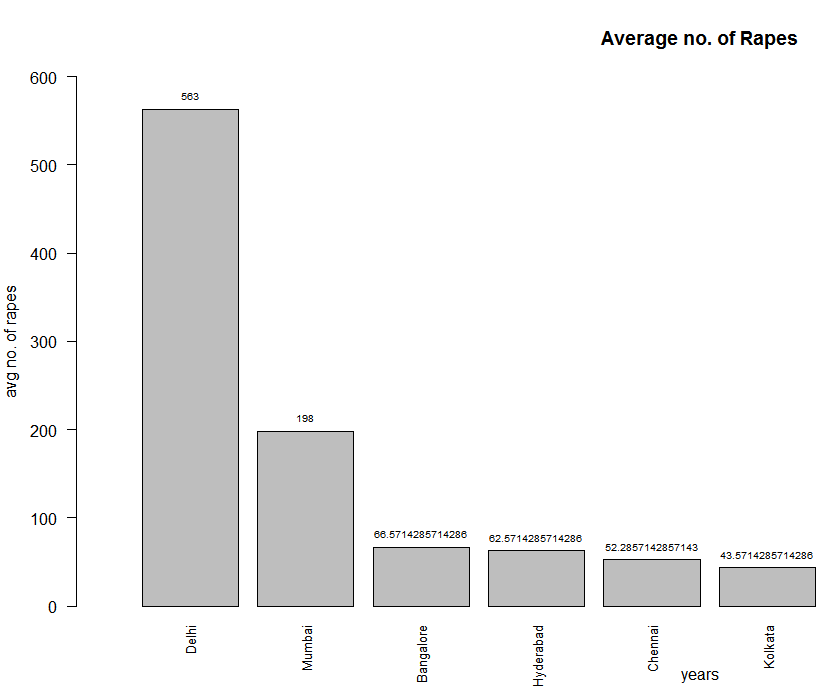 Average no. of Rapes
avg no. of rapes
600
500
400
300
200
100
0
563
198
66.5714285714286
62.5714285714286
52.2857142857143
43.5714285714286
Delhi
Mumbai
Bangalore
Hyderabad
Chennai
Kolkata
years